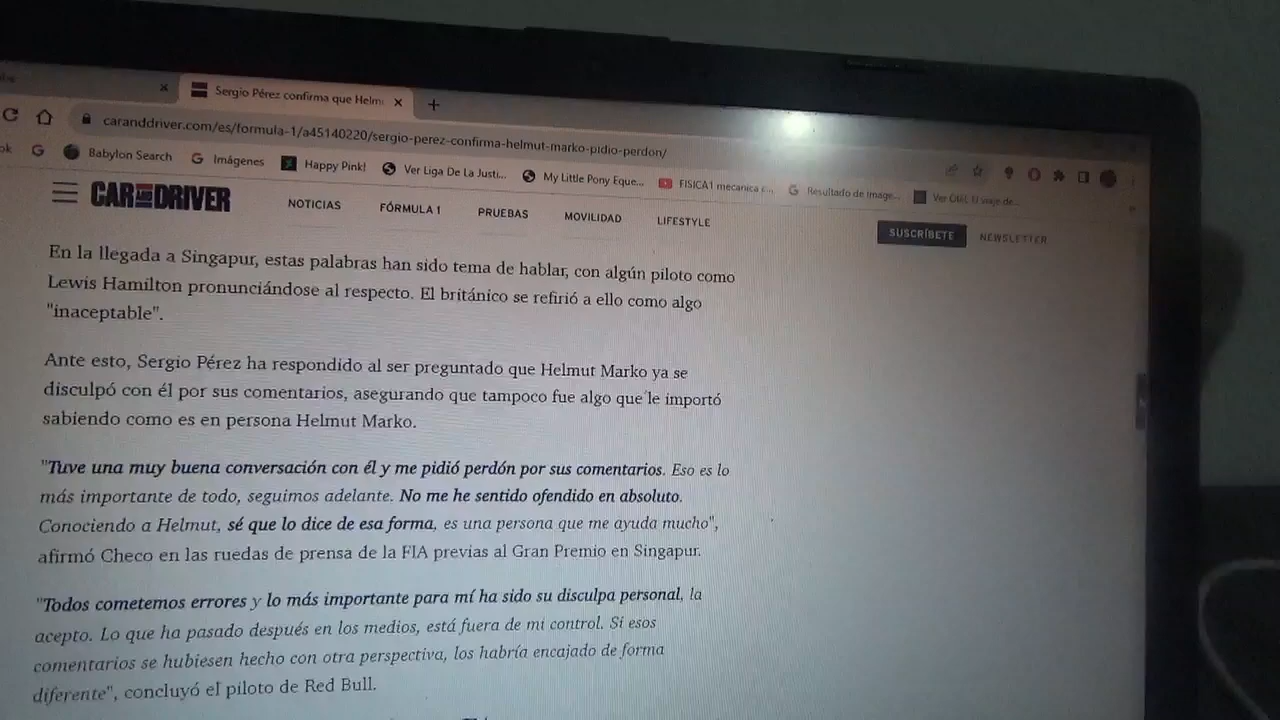 Sergio Pérez confirma que Helm
caranddriver.com/es/formula-1/a45140220/sergio-perez-confirma-helmut-marko-pidio-perdon/
Babylon Search
Imágenes
Happy Pink!
Ver Liga De La Justi...
My Little Pony Eque...
FISICA1 mecanica c...
Resultado de image...
CAR AND DRIVER
NOTICIAS
FÓRMULA 1
PRUEBAS
MOVILIDAD
LIFESTYLE
SUSCRÍBETE
NEWSLETTER
En la llegada a Singapur, estas palabras han sido tema de hablar, con algún piloto como
Lewis Hamilton pronunciándose al respecto. El británico se refirió a ello como algo
"inaceptable".
Ante esto, Sergio Pérez ha respondido al ser preguntado que Helmut Marko ya se
disculpó con él por sus comentarios, asegurando que tampoco fue algo que le importó
sabiendo como es en persona Helmut Marko.
"Tuve una muy buena conversación con él y me pidió perdón por sus comentarios. Eso es lo
más importante de todo, seguimos adelante. No me he sentido ofendido en absoluto.
Conociendo a Helmut, sé que lo dice de esa forma, es una persona que me ayuda mucho",
afirmó Checo en las ruedas de prensa de la FIA previas al Gran Premio en Singapur.
"Todos cometemos errores y lo más importante para mí ha sido su disculpa personal, la
acepto. Lo que ha pasado después en los medios, está fuera de mi control. Si esos
comentarios se hubiesen hecho con otra perspectiva, los habría encajado de forma
diferente", concluyó el piloto de Red Bull.